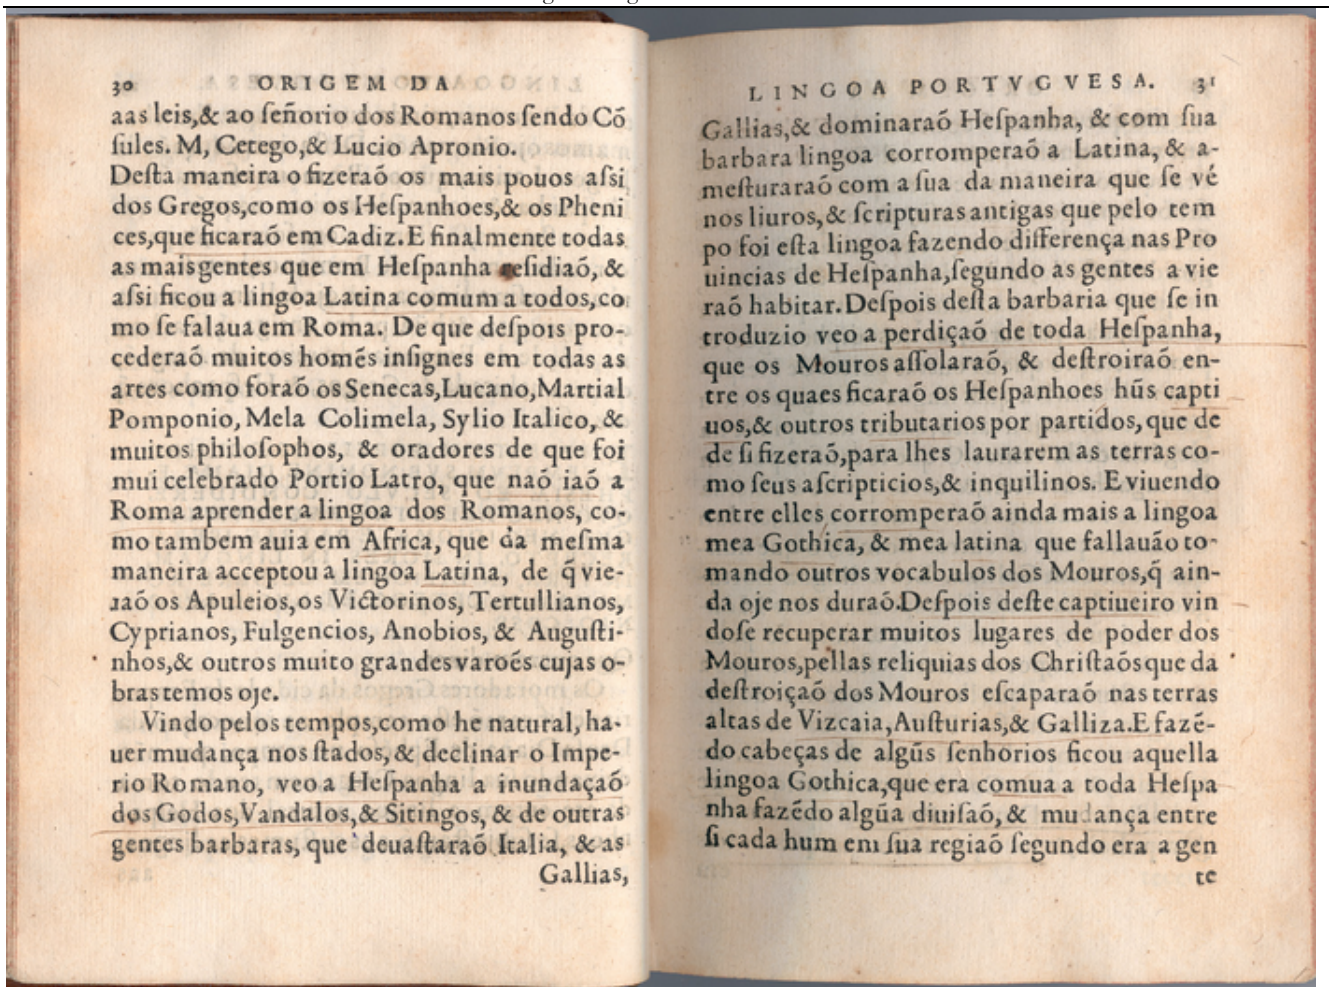 30 ORIGEM DA
aas leis,& ao ſeñorio dos Romanos ſendo Cõ
ſules. M, Cetego,& Lucio Apronio.
Deſta maneira o fizeraõ os mais pouos aſsi
dos Gregos,como os Heſpanhoes,& os Pheni
ces,que ficaraõ em Cadiz.E finalmente todas
as mais gentes que em Heſpanha reſidiaõ, &
aſsi ficou a lingoa Latina comum a todos,co
mo ſe falaua em Roma. De que deſpois pro-
cederaõ muitos homẽs inſignes em todas as
artes como foraõ os Senecas,Lucano,Martial
Pomponio, Mela Colimela, Sylio Italico, &
muitos philoſophos, & oradores de que foi
mui celebrado Portio Latro, que naõ iaõ a
Roma aprender a lingoa dos Romanos, co-
mo tambem auia em Africa, que da meſma
maneira acceptou a lingoa Latina, de q̃ vie-
raõ os Apuleios,os Victorinos, Tertullianos,
Cyprianos, Fulgencios, Anobios, & Auguſti-
nhos,& outros muito grandes varoẽs cujas o-
bras temos oje.
Vindo pelos tempos,como he natural, ha-
uer mudança nos ſtados, & declinar o Impe-
rio Romano, veo a Heſpanha a inundaçaõ
dos Godos,Vandalos,& Sitingos, & de outras
gentes barbaras, que deuaſtaraõ Italia, & as
Gallias,
LINGOA PORTVGVESA. 31
Gallias,& dominaraõ Heſpanha, & com ſua
barbara lingoa corromperaõ a Latina, & a-
meſturaraõ com a ſua da maneira que ſe vé
nos liuros,& ſcripturas antigas que pelo tem
po foi eſta lingoa fazendo differença nas Pro
uincias de Heſpanha,ſegundo as gentes a vie
raõ habitar. Deſpois deſta barbaria que ſe in
troduzio veo a perdiçaõ de toda Heſpanha,
que os Mouros aſſolaraõ, & deſtroiraõ en-
tre os quaes ficaraõ os Heſpanhoes hũs capti
uos,& outros tributarios por partidos, que de
de ſi fizeraõ,para lhes laurarem as terras co-
mo ſeus aſcripticios,& inquilinos. E viuendo
entre elles corromperaõ ainda mais a lingoa
mea Gothica, & mea latina que fallauão to-
mando outros vocabulos dos Mouros,q̃ ain-
da oje nos duraõ.Deſpois deſte captiueiro vin
doſe recuperar muitos lugares de poder dos
Mouros,pellas reliquias dos Chriſtaõs que da
deſtroiçaõ dos Mouros eſcaparaõ nas terras
altas de Vizcaia,Auſturias,& Galliza.E fazẽ-
do cabeças de algũs ſenhorios ficou aquella
lingoa Gothica,que era comua a toda Heſpa
nha fazẽdo algũa diuiſaõ, & mudança entre
ſi cada hum em ſua regiaõ ſegundo era a gen
te